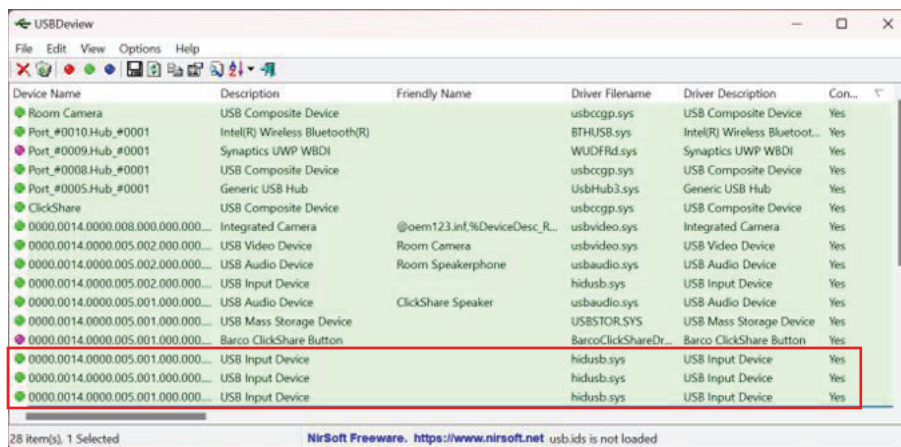 USBDeview
File Edit View Options Help
Device Name Description Friendly Name Driver Filename Driver Description Con...
Room Camera USB Composite Device usbccgp.sys USB Composite Device Yes
Port_#0010.Hub_#0001 Intel(R) Wireless Bluetooth(R) BTHUSB.sys Intel(R) Wireless Bluetoot... Yes
Port_#0009.Hub_#0001 Synaptics UWP WBDI WUDFRd.sys Synaptics UWP WBDI Yes
Port_#0008.Hub_#0001 USB Composite Device usbccgp.sys USB Composite Device Yes
Port_#0005.Hub_#0001 Generic USB Hub UsbHub3.sys Generic USB Hub Yes
ClickShare USB Composite Device usbccgp.sys USB Composite Device Yes
0000.0014.0000.008.000.000.000.... Integrated Camera @oem123.inf,%DeviceDesc_R... usbvideo.sys Integrated Camera Yes
0000.0014.0000.005.002.000.000.... USB Video Device Room Camera usbvideo.sys USB Video Device Yes
0000.0014.0000.005.002.000.000.... USB Audio Device Room Speakerphone usbaudio.sys USB Audio Device Yes
0000.0014.0000.005.002.000.000.... USB Input Device hidusb.sys USB Input Device Yes
0000.0014.0000.005.001.000.000.... USB Audio Device ClickShare Speaker usbaudio.sys USB Audio Device Yes
0000.0014.0000.005.001.000.000.... USB Mass Storage Device USBSTOR.SYS USB Mass Storage Device Yes
0000.0014.0000.005.001.000.000.... Barco ClickShare Button BarcoClickShareDr... Barco ClickShare Button Yes
0000.0014.0000.005.001.000.000.... USB Input Device hidusb.sys USB Input Device Yes
0000.0014.0000.005.001.000.000.... USB Input Device hidusb.sys USB Input Device Yes
0000.0014.0000.005.001.000.000.... USB Input Device hidusb.sys USB Input Device Yes
28 item(s), 1 Selected NirSoft Freeware. https://www.nirsoft.net usb.ids is not loaded